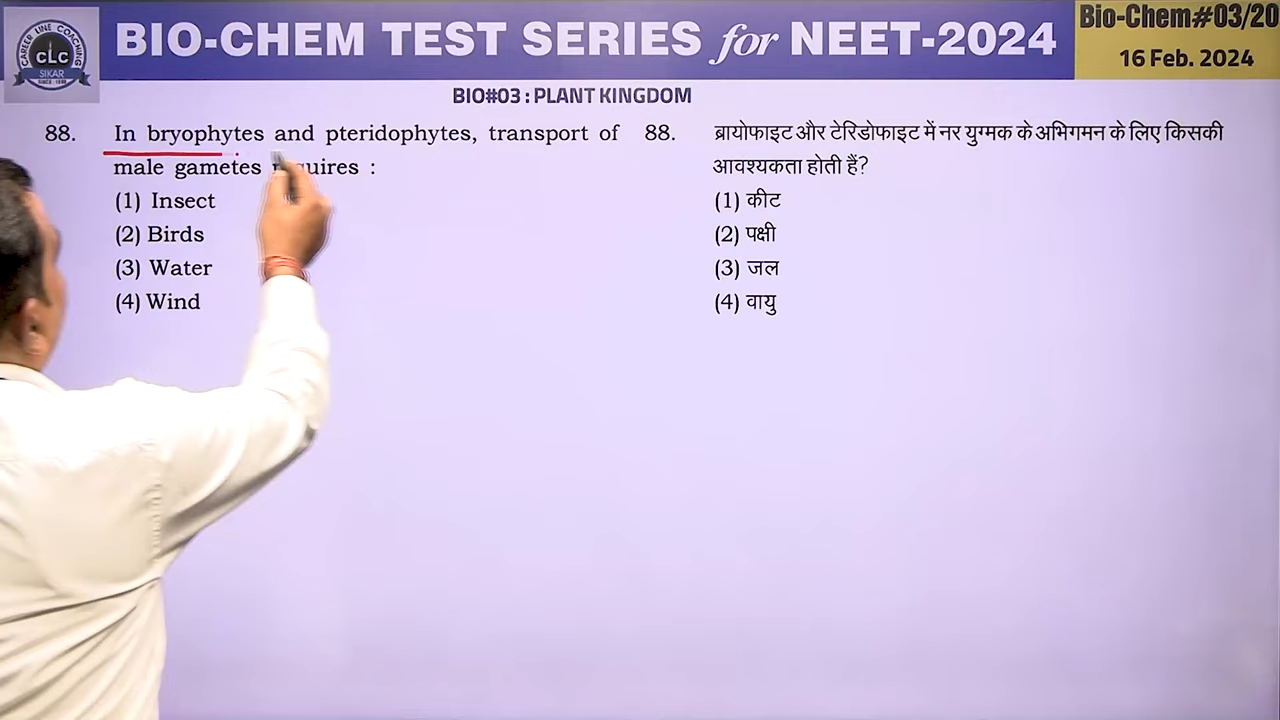 CAREER LINE COACHING
CLC
SIKAR
BIO-CHEM TEST SERIES for NEET-2024
Bio-Chem#03/20
16 Feb. 2024
BIO#03 : PLANT KINGDOM
88. In bryophytes and pteridophytes, transport of
male gametes requires :
(1) Insect
(2) Birds
(3) Water
(4) Wind
88. ब्रायोफाइट और टेरिडोफाइट में नर युग्मक के अभिगमन के लिए किसकी
आवश्यकता होती हैं?
(1) कीट
(2) पक्षी
(3) जल
(4) वायु